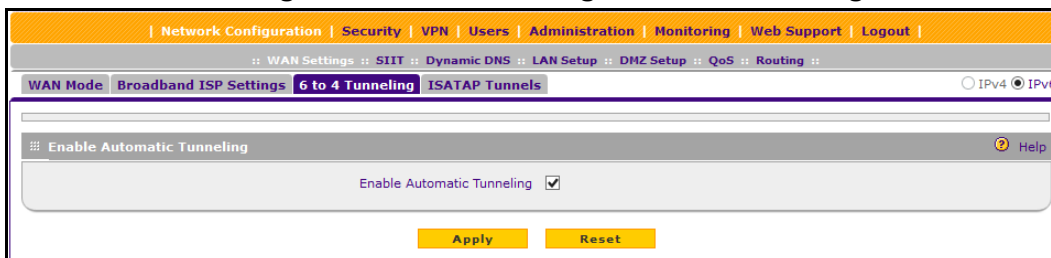 | Network Configuration | Security | VPN | Users | Administration | Monitoring | Web Support | Logout |
:: WAN Settings :: SIIT :: Dynamic DNS :: LAN Setup :: DMZ Setup :: QoS :: Routing ::
WAN Mode Broadband ISP Settings 6 to 4 Tunneling ISATAP Tunnels IPv4 IPv6
Enable Automatic Tunneling Help
Enable Automatic Tunneling
Apply Reset